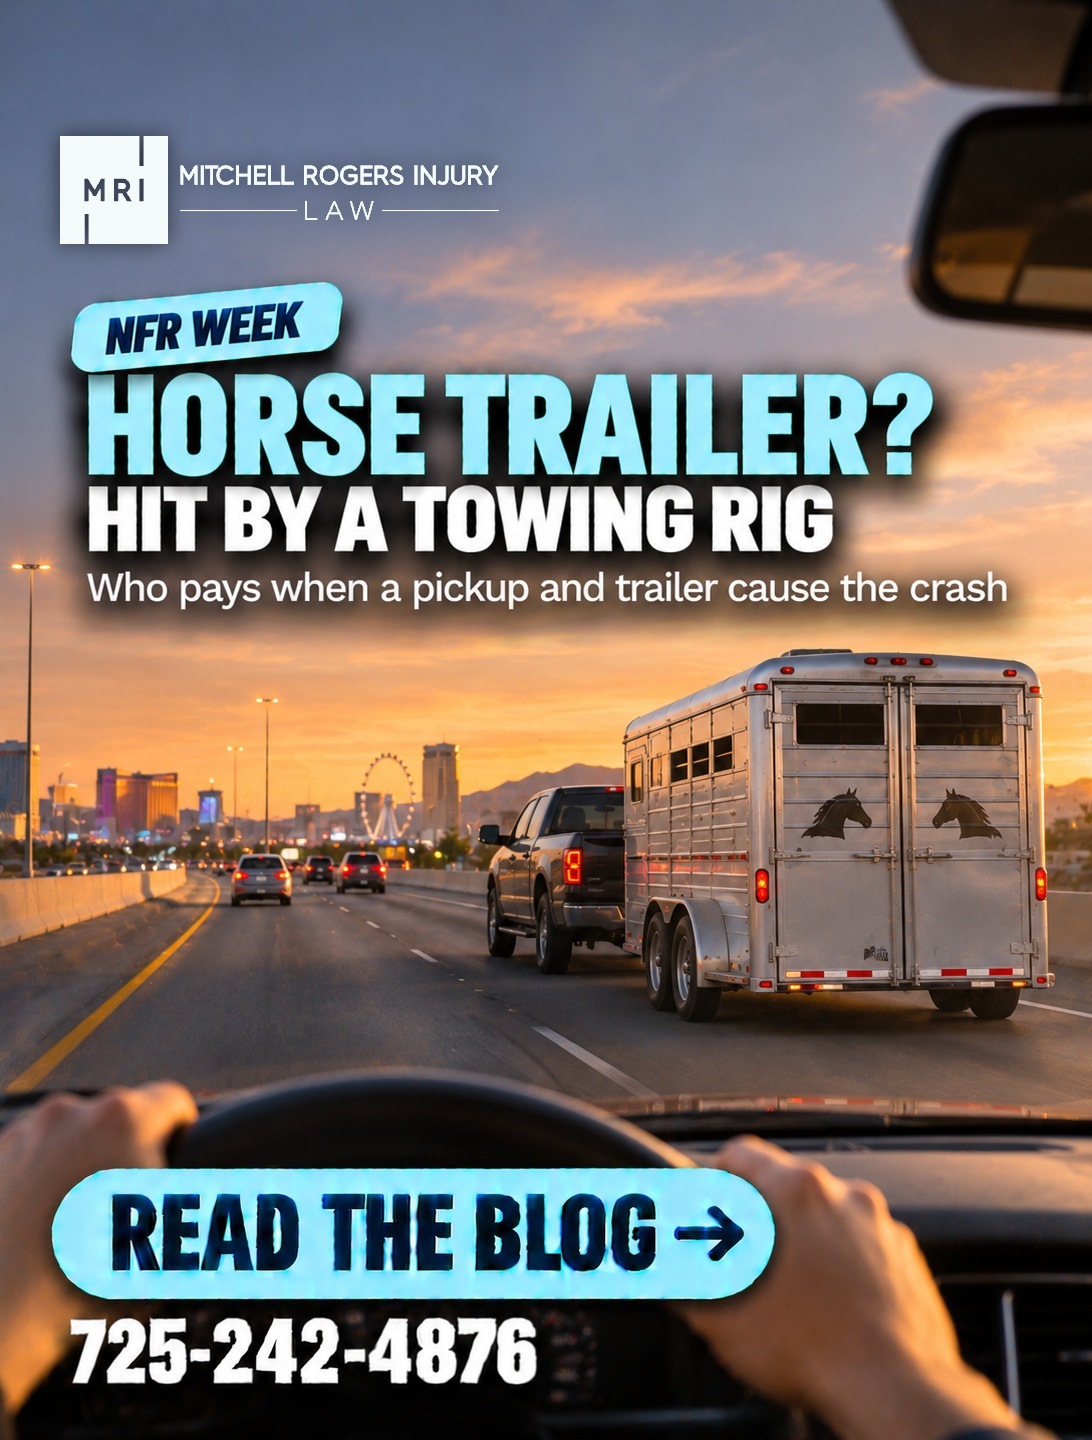 MRI
MITCHELL ROGERS INJURY
LAW
NFR WEEK
HORSE TRAILER?
HIT BY A TOWING RIG
Who pays when a pickup and trailer cause the crash
READ THE BLOG →
725-242-4876